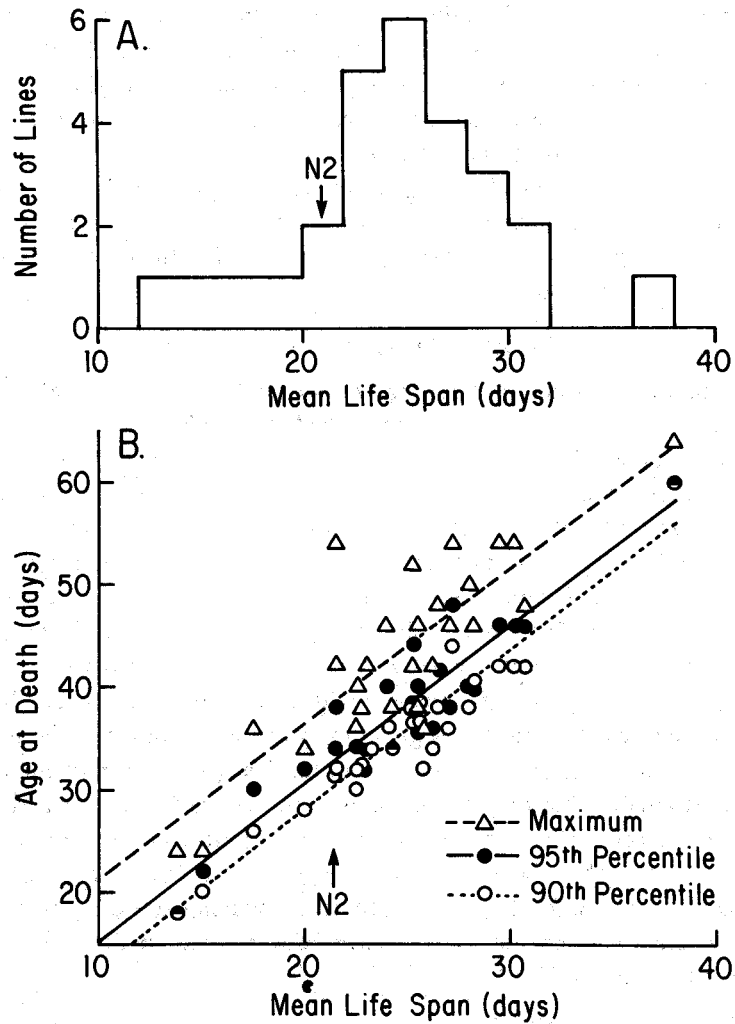 A.
Number of Lines
6
4
2
0
N2
10 20 30 40
Mean Life Span (days)
B.
Age at Death (days)
60
50
40
30
20
N2
Maximum
95th Percentile
90th Percentile
10 20 30 40
Mean Life Span (days)